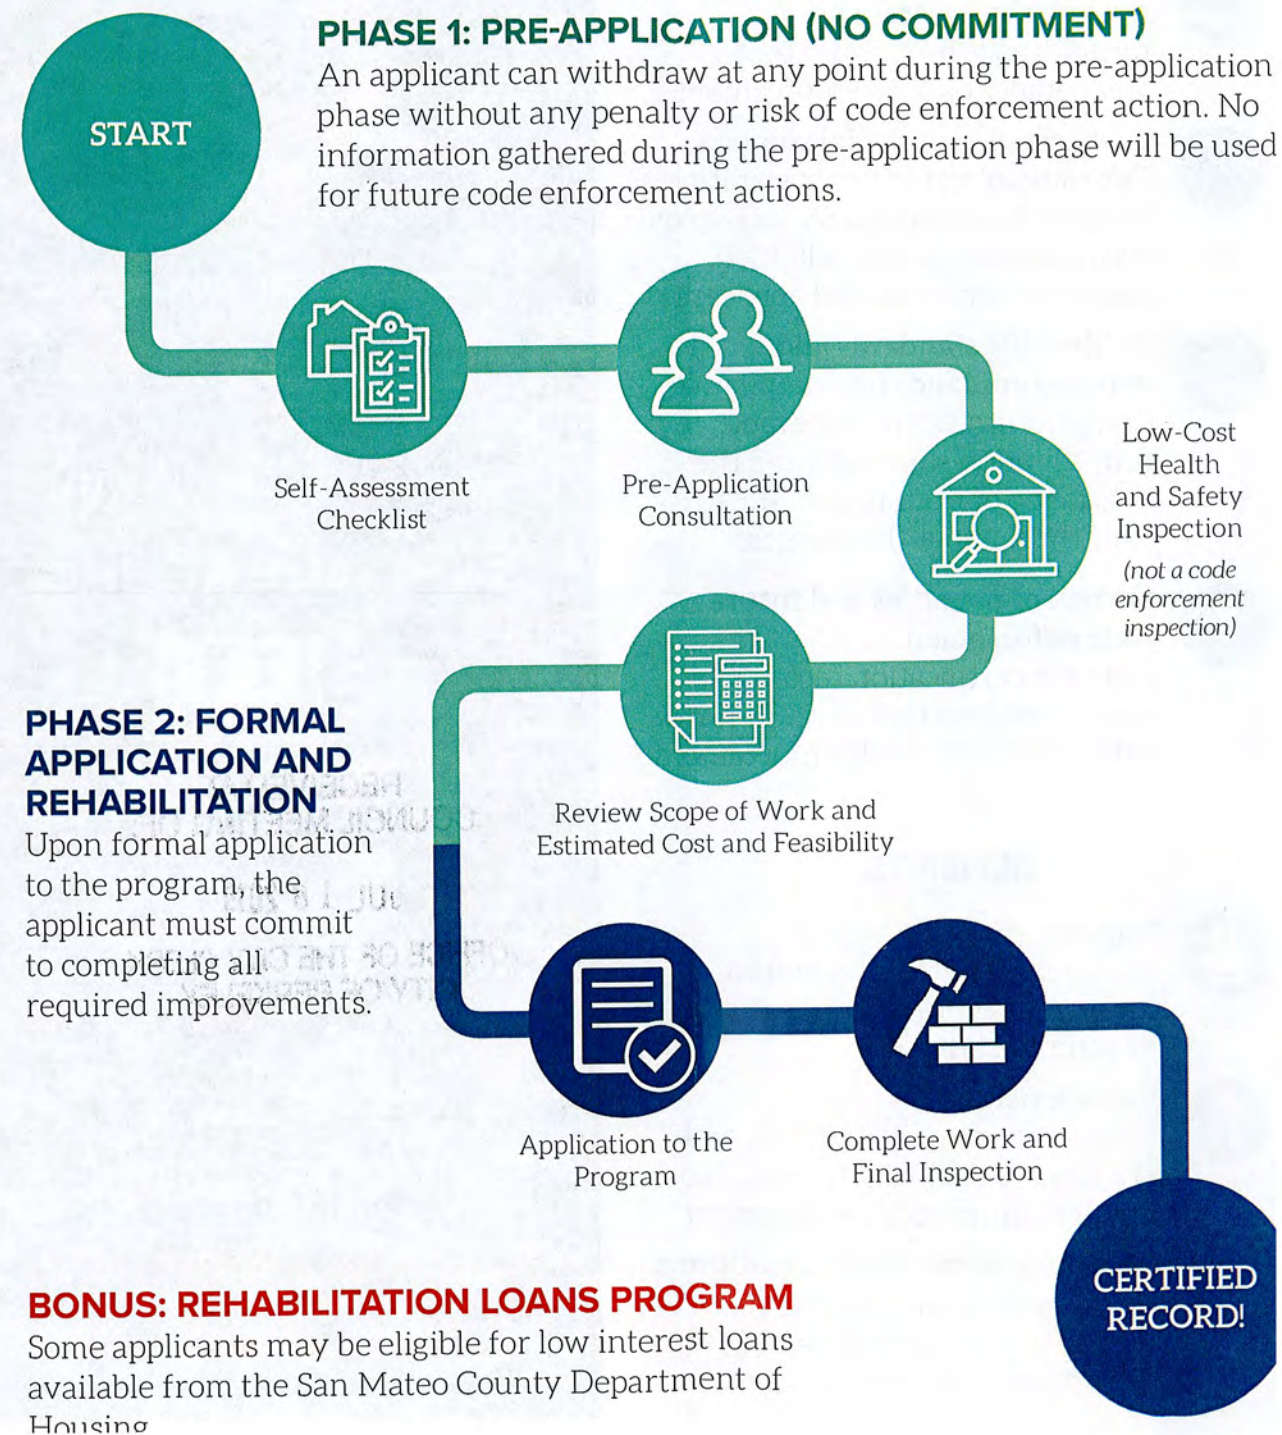 PHASE 1: PRE-APPLICATION (NO COMMITMENT)
An applicant can withdraw at any point during the pre-application
phase without any penalty or risk of code enforcement action. No
information gathered during the pre-application phase will be used
for future code enforcement actions.
START
Self-Assessment
Checklist
Pre-Application
Consultation
Low-Cost
Health
and Safety
Inspection
(not a code
enforcement
inspection)
Review Scope of Work and
Estimated Cost and Feasibility
PHASE 2: FORMAL
APPLICATION AND
REHABILITATION
Upon formal application
to the program, the
applicant must commit
to completing all
required improvements.
Application to the
Program
Complete Work and
Final Inspection
CERTIFIED
RECORD!
BONUS: REHABILITATION LOANS PROGRAM
Some applicants may be eligible for low interest loans
available from the San Mateo County Department of
Housing